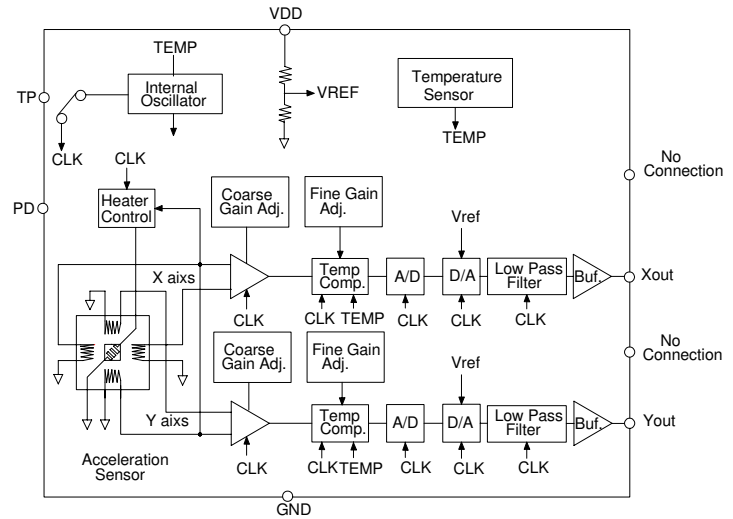 VDD
TEMP
Internal
Oscillator
TP
CLK
VREF
Temperature
Sensor
TEMP
No
Connection
CLK
Heater
Control
PD
Coarse
Gain Adj.
Fine Gain
Adj.
Vref
X aixs
Temp
Comp.
A/D
D/A
Low Pass
Filter
Buf.
Xout
CLK
CLK
TEMP
CLK
CLK
CLK
No
Connection
Coarse
Gain Adj.
Fine Gain
Adj.
Vref
Y aixs
Temp
Comp.
A/D
D/A
Low Pass
Filter
Buf.
Yout
CLK
CLK
TEMP
CLK
CLK
CLK
Acceleration
Sensor
GND